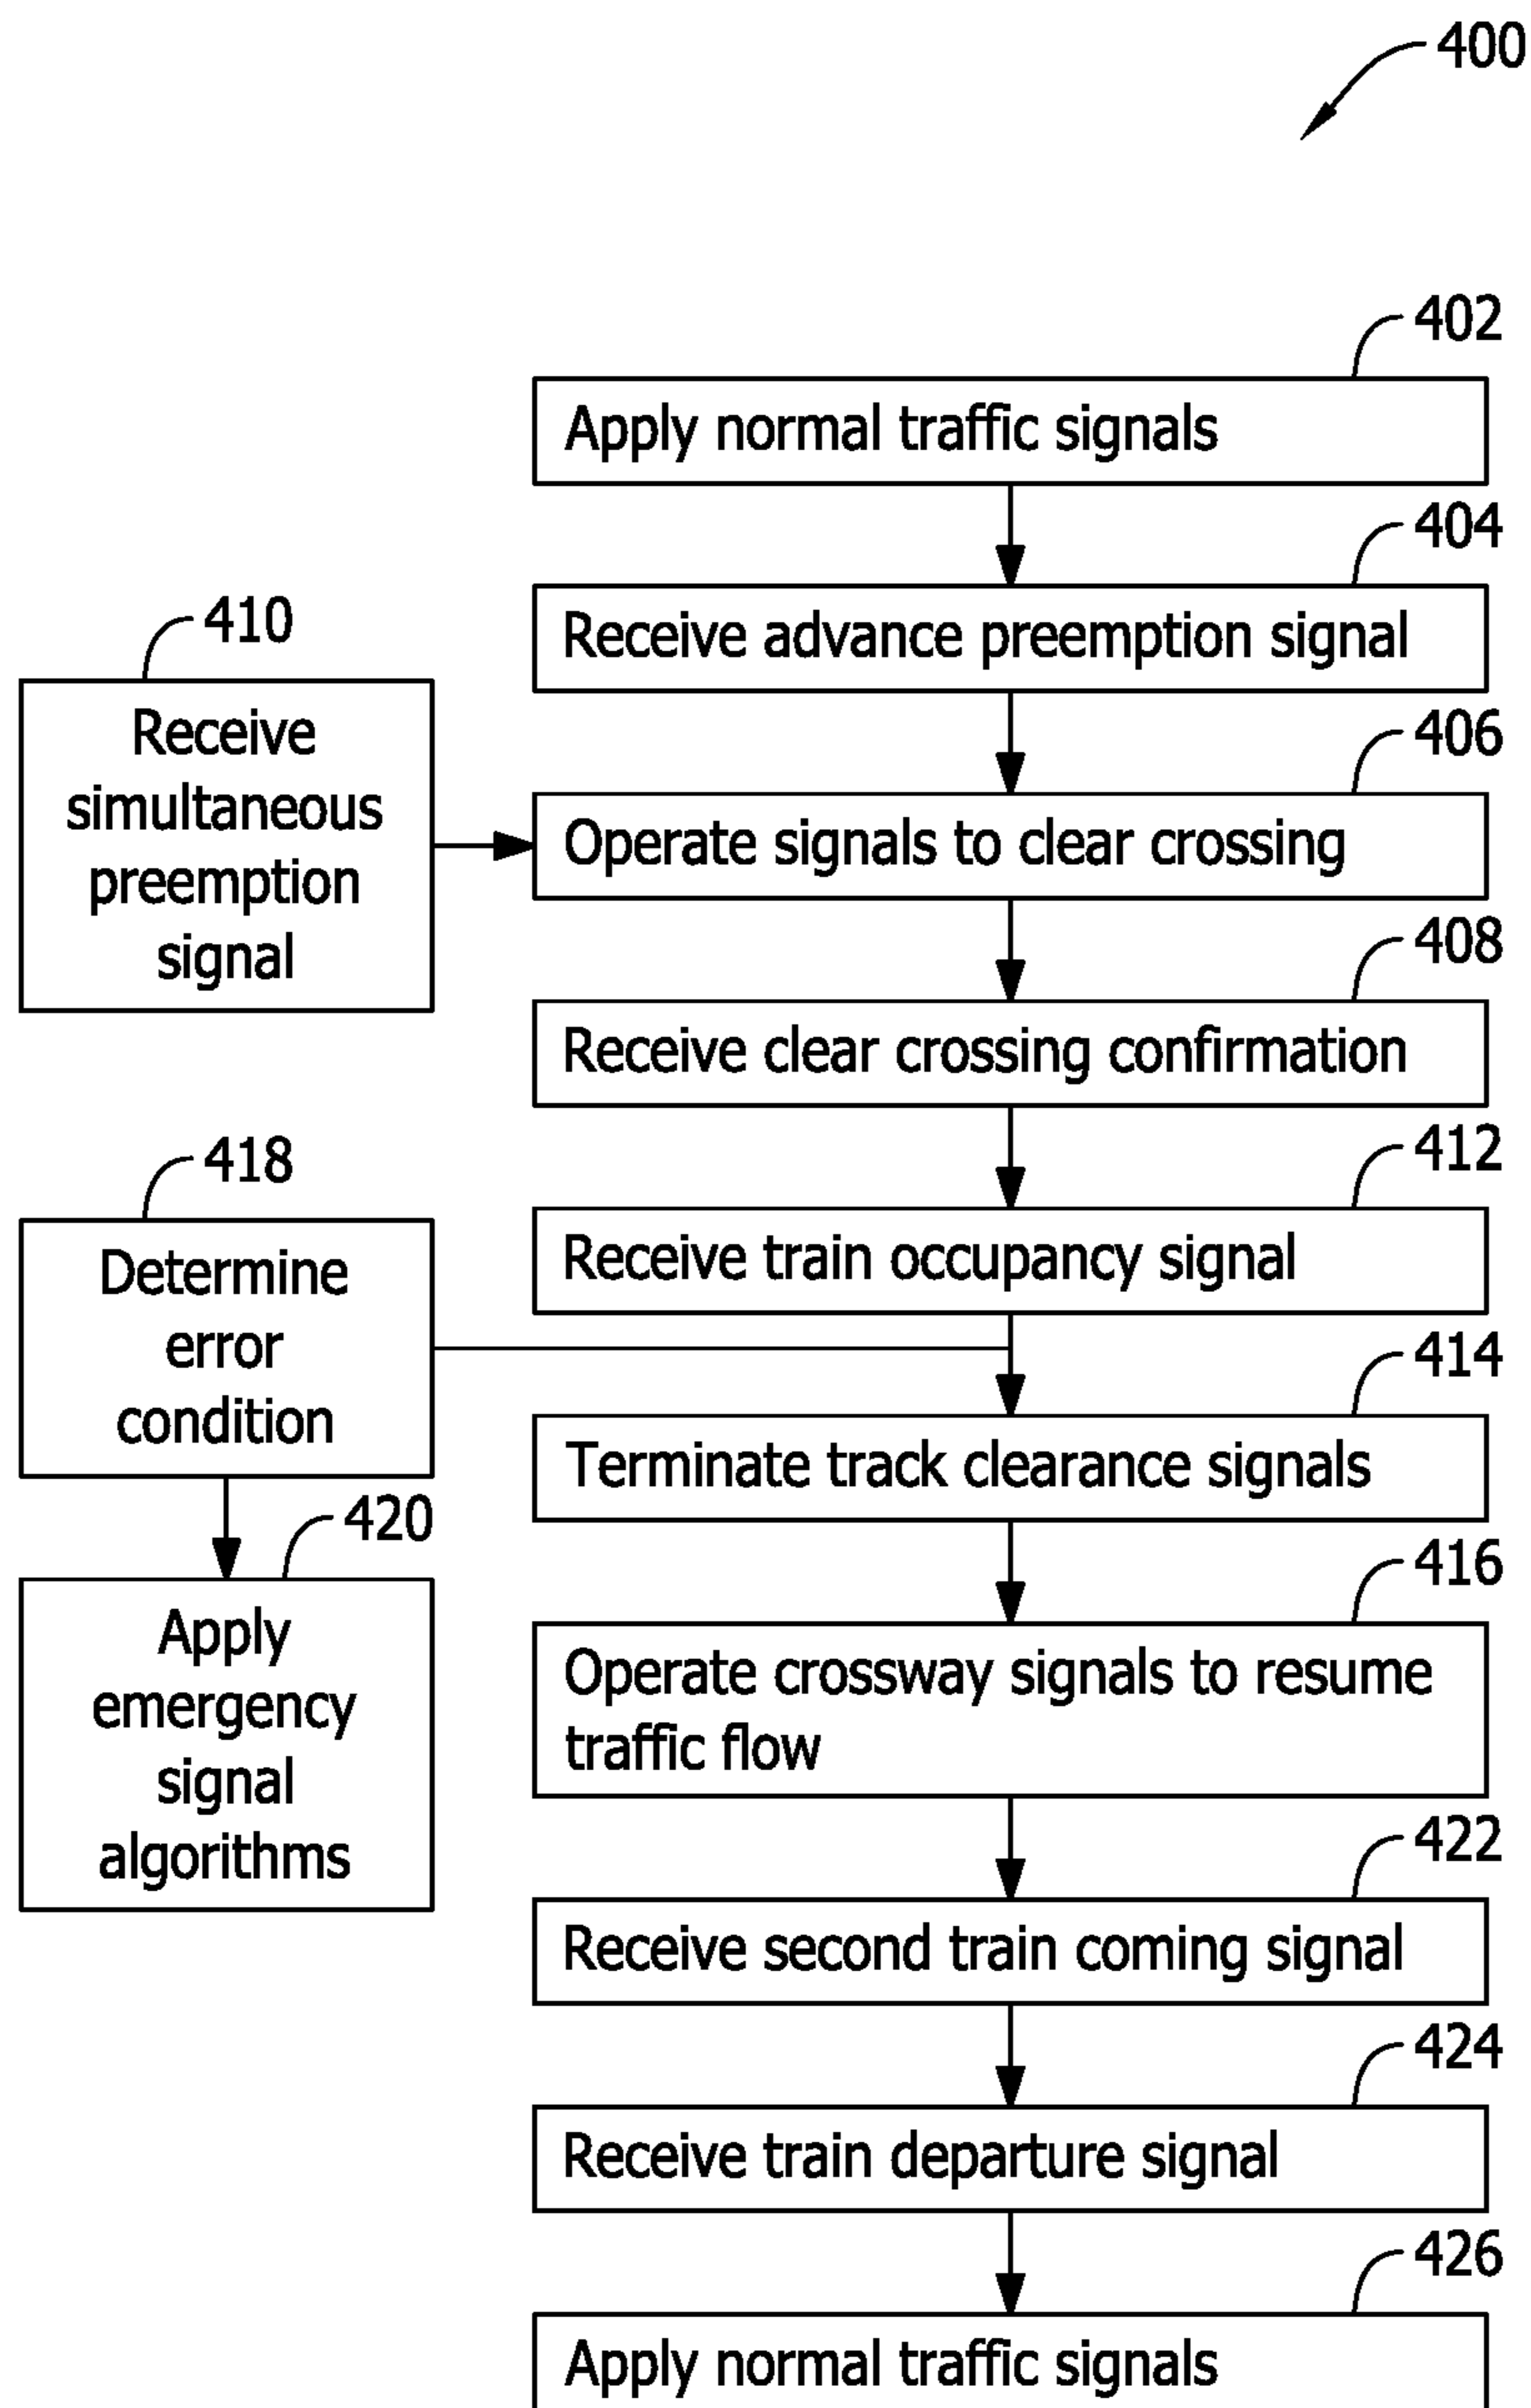 400
402
Apply normal traffic signals
404
Receive advance preemption signal
410
Receive
simultaneous
preemption
signal
406
Operate signals to clear crossing
408
Receive clear crossing confirmation
412
Receive train occupancy signal
418
Determine
error
condition
414
Terminate track clearance signals
420
Apply
emergency
signal
algorithms
416
Operate crossway signals to resume
traffic flow
422
Receive second train coming signal
424
Receive train departure signal
426
Apply normal traffic signals